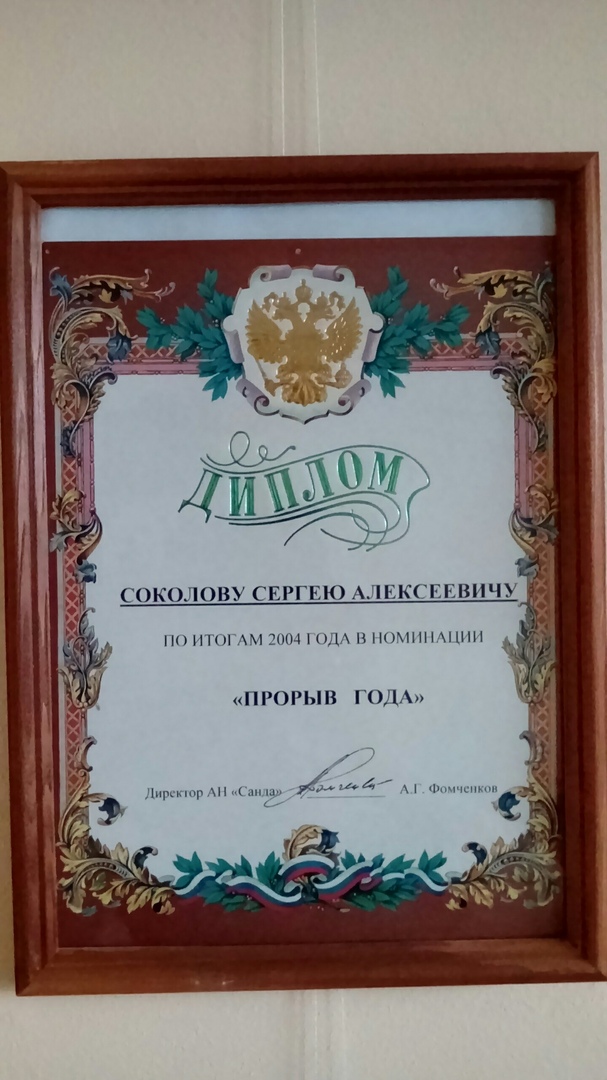 ДИПЛОМ
СОКОЛОВУ СЕРГЕЮ АЛЕКСЕЕВИЧУ
ПО ИТОГАМ 2004 ГОДА В НОМИНАЦИИ
«ПРОРЫВ ГОДА»
Директор АН «Санда» А.Г. Фомченков